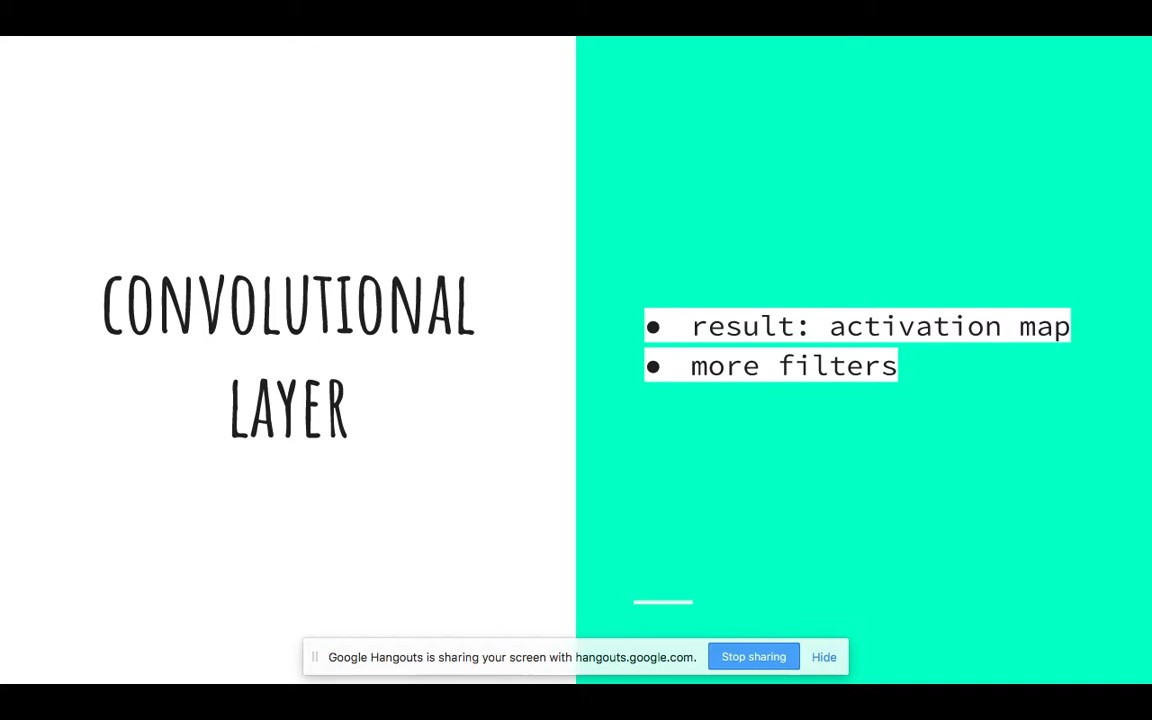 CONVOLUTIONAL
LAYER
● result: activation map
● more filters
Google Hangouts is sharing your screen with hangouts.google.com.
Stop sharing
Hide